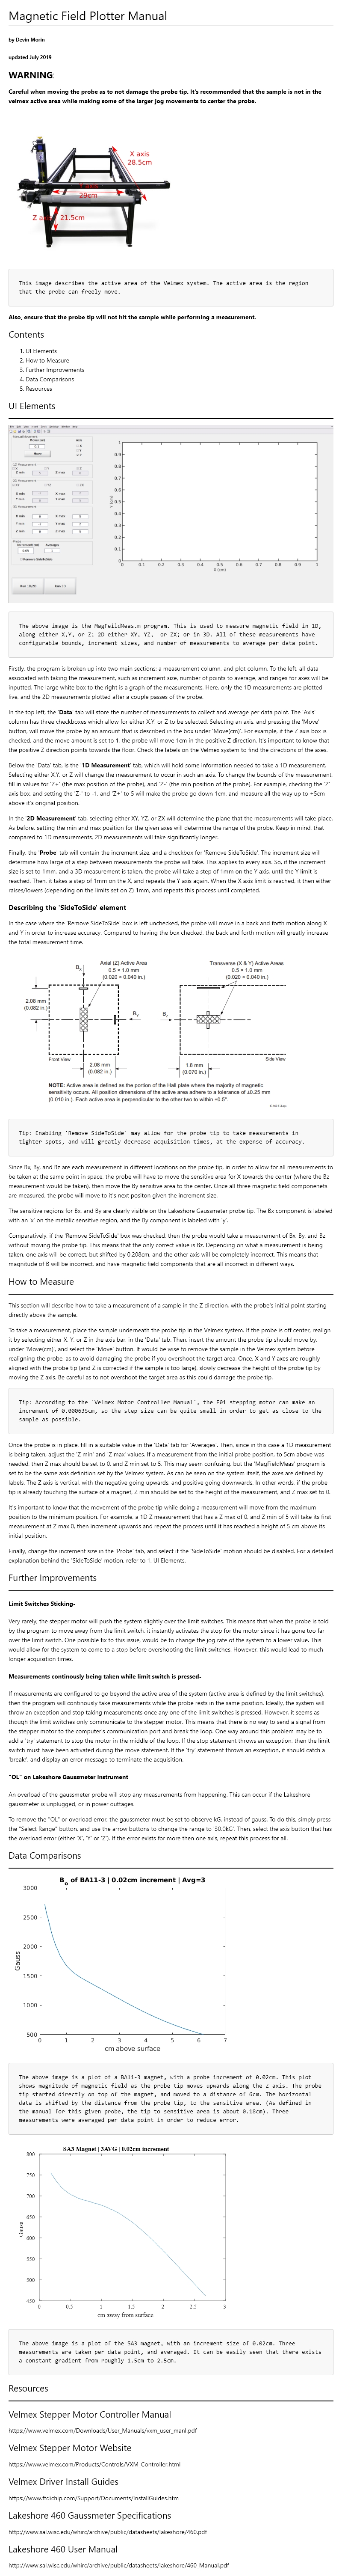 Magnetic Field Plotter Manual
by Devin Morin
updated July 2019
WARNING:
Careful when moving the probe as to not damage the probe tip. It's recommended that the sample is not in the
velmex active area while making some of the larger jog movements to center the probe.
X axis
28.5cm
29cm
21.5cm
This image describes the active area of the Velmex system. The active area is the region
that the probe can freely move.
Also, ensure that the probe tip will not hit the sample while performing a measurement.
Contents
1. UI Elements
2. How to Measure
3. Further Improvements
4. Data Comparisons
5. Resources
UI Elements
The above image is the MagFeildMeas.m program. This is used to measure magnetic field in 1D,
along either X,Y, or Z; 2D either XY, YZ, or ZX; or in 3D. All of these measurements have
configurable bounds, increment sizes, and number of measurements to average per data point.
Firstly, the program is broken up into two main sections: a measurement column, and plot column. To the left, all data
associated with taking the measurement, such as increment size, number of points to average, and ranges for axes will be
inputted. The large white box to the right is a graph of the measurements. Here, only the 1D measurements are plotted
live, and the 2D measurements plotted after a couple passes of the probe.
In the top left, the 'Data' tab will store the number of measurements to collect and average per data point. The 'Axis'
column has three checkboxes which allow for either X,Y, or Z to be selected. Selecting an axis, and pressing the 'Move'
button, will move the probe by an amount that is described in the box under 'Move(cm)'. For example, if the Z axis box is
checked, and the move amount is set to 1, the probe will move 1cm in the positive Z direction. It's important to know that
the positive Z direction points towards the floor. Check the labels on the Velmex system to find the directions of the axes.
Below the 'Data' tab, is the '1D Measurement' tab, which will hold some information needed to take a 1D measurement.
Selecting either X,Y, or Z will change the measurement to occur in such an axis. To change the bounds of the measurement,
fill in values for 'Z+' (the max position of the probe), and 'Z-' (the min position of the probe). For example, checking the 'Z'
axis box, and setting the 'Z-' to -1, and 'Z+' to 5 will make the probe go down 1cm, and measure all the way up to +5cm
above it's original position.
In the '2D Measurement' tab, selecting either XY, YZ, or ZX will determine the plane that the measurements will take place.
As before, setting the min and max position for the given axes will determine the range of the probe. Keep in mind, that
compared to 1D measurements, 2D measurements will take significantly longer.
Finally, the 'Probe' tab will contain the increment size, and a checkbox for 'Remove SideToSide'. The increment size will
determine how large of a step between measurements the probe will take. This applies to every axis. So, if the increment
size is set to 1mm, and a 3D measurement is taken, the probe will take a step of 1mm on the Y axis, until the Y limit is
reached. Then, it takes a step of 1mm on the X, and repeats the Y axis again. When the X axis limit is reached, it then either
raises/lowers (depending on the limits set on Z) 1mm, and repeats this process until completed.
Describing the 'SideToSide' element
In the case where the 'Remove SideToSide' box is left unchecked, the probe will move in a back and forth motion along X
and Y in order to increase accuracy. Compared to having the box checked, the back and forth motion will greatly increase
the total measurement time.
Axial (Z) Active Areas
0.5 × 1.0 mm
(0.020 × 0.040 in.)
Transverse (X & Y) Active Areas
0.5 × 1.0 mm
(0.020 × 0.040 in.)
2.08 mm
(0.082 in.)
Front View
2.08 mm
(0.082 in.)
1.8 mm
(0.070 in.)
Side View
NOTE: Active area is defined as the portion of the Hall plate where the majority of magnetic
sensitivity occurs. All position dimensions of the active area adhere to a tolerance of ±0.25 mm
(0.010 in.). Each active area is perpendicular to the other two to within ±0.5°.
Tip: Enabling 'Remove SideToSide' may allow for the probe tip to take measurements in
tighter spots, and will greatly decrease acquisition times, at the expense of accuracy.
Since Bx, By, and Bz are each measurement in different locations on the probe tip, in order to allow for all measurements to
be taken at the same point in space, the probe will have to move the sensitive area for X towards the center (where the Bz
measurement would be taken), then move the By sensitive area to the center. Once all three magnetic field components
are measured, the probe will move to it's next positon given the increment size.
The sensitive regions for Bx, and By are clearly visible on the Lakeshore Gaussmeter probe tip. The Bx component is labeled
with an 'x' on the metalic sensitive region, and the By component is labeled with 'y'.
Comparatively, if the 'Remove SideToSide' box was checked, then the probe would take a measurement of Bx, By, and Bz
without moving the probe tip. This means that the only correct value is Bz. Depending on what a measurement is being
taken, one axis will be correct, but shifted by 0.208cm, and the other axis will be completely incorrect. This means that
magnitude of B will be incorrect, and have magnetic field components that are all incorrect in different ways.
How to Measure
This section will describe how to take a measurement of a sample in the Z direction, with the probe's initial point starting
directly above the sample.
To take a measurement, place the sample underneath the probe tip in the Velmex system. If the probe is off center, realign
it by selecting either X, Y, or Z in the axis bar, in the 'Data' tab. Then, insert the amount the probe tip should move by,
under 'Move(cm)', and select the 'Move' button. It would be wise to remove the sample in the Velmex system before
realigning the probe, as to avoid damaging the probe if you overshoot the target area. Once, X and Y axes are roughly
aligned with the probe tip (and Z is corrected if the sample is too large), slowly decrease the height of the probe tip by
moving the Z axis. Be careful as to not overshoot the target area as this could damage the probe tip.
Tip: According to the 'Velmex Motor Controller Manual', the E01 stepping motor can make an
increment of 0.000635cm, so the step size can be quite small in order to get as close to the
sample as possible.
Once the probe is in place, fill in a suitable value in the 'Data' tab for 'Averages'. Then, since in this case a 1D measurement
is being taken, adjust the 'Z min' and 'Z max' values. If a measurement from the initial probe position, to 5cm above was
needed, then Z max should be set to 0, and Z min set to 5. This may seem confusing, but the 'MagFieldMeas' program is
set to be the same axis definition set by the Velmex system. As can be seen on the system itself, the axes are defined by
labels. The Z axis is vertical, with the negative going upwards, and positive going downwards. In other words, if the probe
tip is already touching the surface of a magnet, Z min should be set to the height of the measurement, and Z max set to 0.
It's important to know that the movement of the probe tip while doing a measurement will move from the maximum
position to the minimum position. For example, a 1D Z measurement that has a Z max of 0, and Z min of 5 will take its first
measurement at Z max 0, then increment upwards and repeat the process until it has reached a height of 5 cm above its
initial position.
Finally, change the increment size in the 'Probe' tab, and select if the 'SideToSide' motion should be disabled. For a detailed
explanation behind the 'SideToSide' motion, refer to 1. UI Elements.
Further Improvements
Limit Switches Sticking-
Very rarely, the stepper motor will push the system slightly over the limit switches. This means that when the probe is told
by the program to move away from the limit switch, it instantly activates the stop for the motor since it has gone too far
over the limit switch. One possible fix to this issue, would be to change the jog rate of the system to a lower value. This
would allow for the system to come to a stop before overshooting the limit switches. However, this would lead to much
longer acquisition times.
Measurements continously being taken while limit switch is pressed-
If measurements are configured to go beyond the active area of the system (active area is defined by the limit switches),
then the program will continously take measurements while the probe rests in the same position. Ideally, the system will
throw an exception and stop taking measurements once any one of the limit switches is pressed. However, it seems as
though the limit switches only communicate to the stepper motor. This means that there is no way to send a signal from
the stepper motor to the computer's communication port and break the loop. One way around this problem may be to
add a 'try' statement to stop the motor in the middle of the loop. If the stop statement throws an exception, then the limit
switch must have been activated during the move statement. If the 'try' statement throws an exception, it should catch a
'break;', and display an error message to terminate the acquisition.
"OL" on Lakeshore Gaussmeter instrument
An overload of the gaussmeter probe will stop any measurements from happening. This can occur if the Lakeshore
gaussmeter is unplugged, or in power outages.
To remove the "OL" or overload error, the gaussmeter must be set to observe kG, instead of gauss. To do this, simply press
the "Select Range" button, and use the arrow buttons to change the range to '30.0kG'. Then, select the axis button that has
the overload error (either 'X', 'Y' or 'Z'). If the error exists for more then one axis, repeat this process for all.
Data Comparisons
B0 of BA11-3 | 0.02cm increment | Avg=3
3000
2500
2000
1500
1000
500
Gauss
0 1 2 3 4 5 6 7
cm above surface
The above image is a plot of a BA11-3 magnet, with a probe increment of 0.02cm. This plot
shows magnitude of magnetic field as the probe tip moves upwards along the Z axis. The probe
tip started directly on top of the magnet, and moved to a distance of 6cm. The horizontal
data is shifted by the distance from the probe tip, to the sensitive area. (As defined in
the manual for this given probe, the tip to sensitive area is about 0.18cm). Three
measurements were averaged per data point in order to reduce error.
SA3 Magnet | 3AVG | 0.02cm increment
800
750
700
650
600
550
500
450
Gauss
0 0.5 1 1.5 2 2.5 3
cm away from surface
The above image is a plot of the SA3 magnet, with an increment size of 0.02cm. Three
measurements are taken per data point, and averaged. It can be easily seen that there exists
a constant gradient from roughly 1.5cm to 2.5cm.
Resources
Velmex Stepper Motor Controller Manual
https://www.velmex.com/Downloads/User_Manuals/vxm_user_manl.pdf
Velmex Stepper Motor Website
https://www.velmex.com/Products/Controls/VXM_Controller.html
Velmex Driver Install Guides
https://www.ftdichip.com/Support/Documents/InstallGuides.htm
Lakeshore 460 Gaussmeter Specifications
http://www.sal.wisc.edu/whirc/archive/public/datasheets/lakeshore/460.pdf
Lakeshore 460 User Manual
http://www.sal.wisc.edu/whirc/archive/public/datasheets/lakeshore/460_Manual.pdf